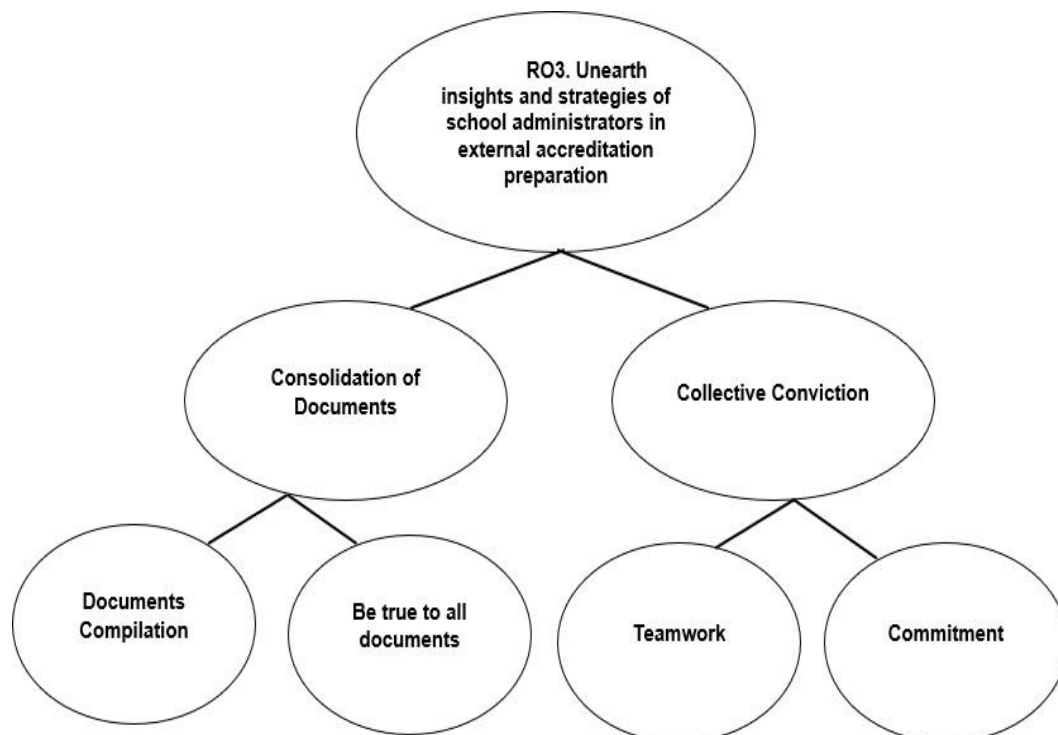 RO3. Unearth
insights and strategies of
school administrators in
external accreditation
preparation
Consolidation of
Documents
Collective Conviction
Documents
Compilation
Be true to all
documents
Teamwork
Commitment